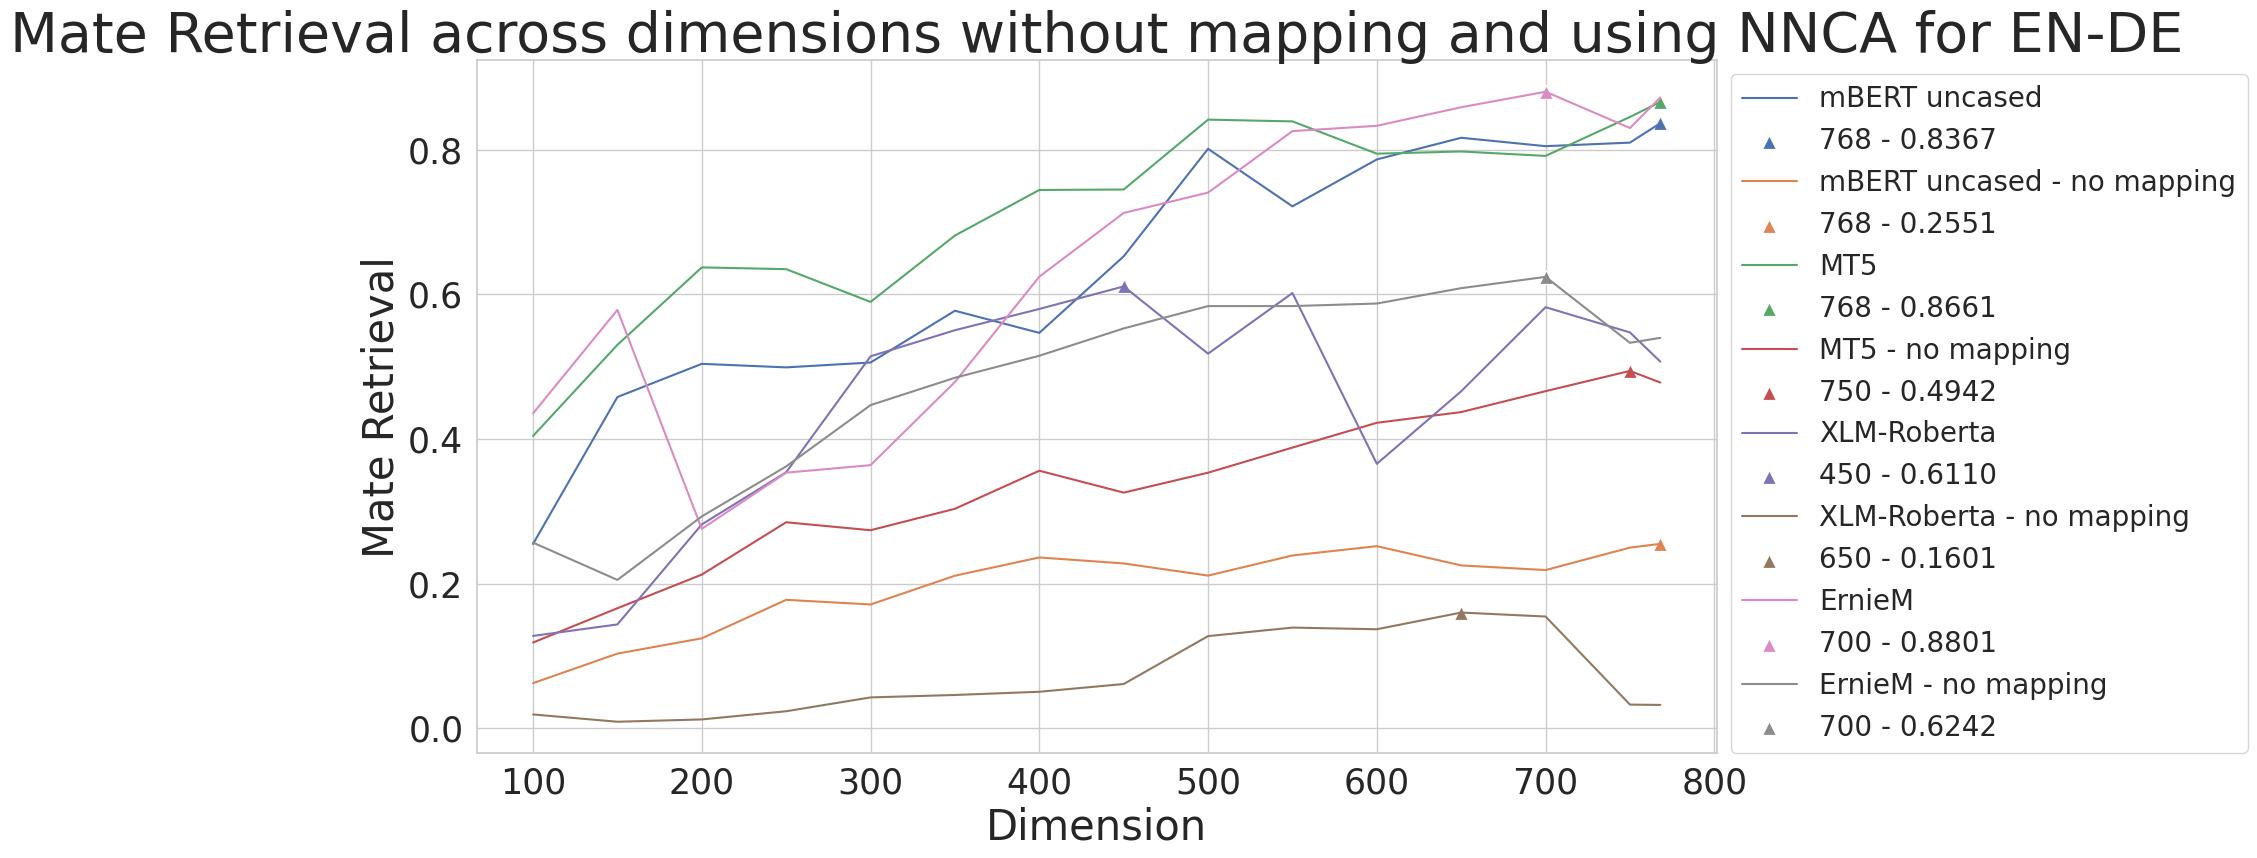 Mate Retrieval across dimensions without mapping and using NNCA for EN-DE
Mate Retrieval
0.8
0.6
0.4
0.2
0.0
100 200 300 400 500 600 700 800
Dimension
mBERT uncased
768 - 0.8367
mBERT uncased - no mapping
768 - 0.2551
MT5
768 - 0.8661
MT5 - no mapping
750 - 0.4942
XLM-Roberta
450 - 0.6110
XLM-Roberta - no mapping
650 - 0.1601
ErnieM
700 - 0.8801
ErnieM - no mapping
700 - 0.6242